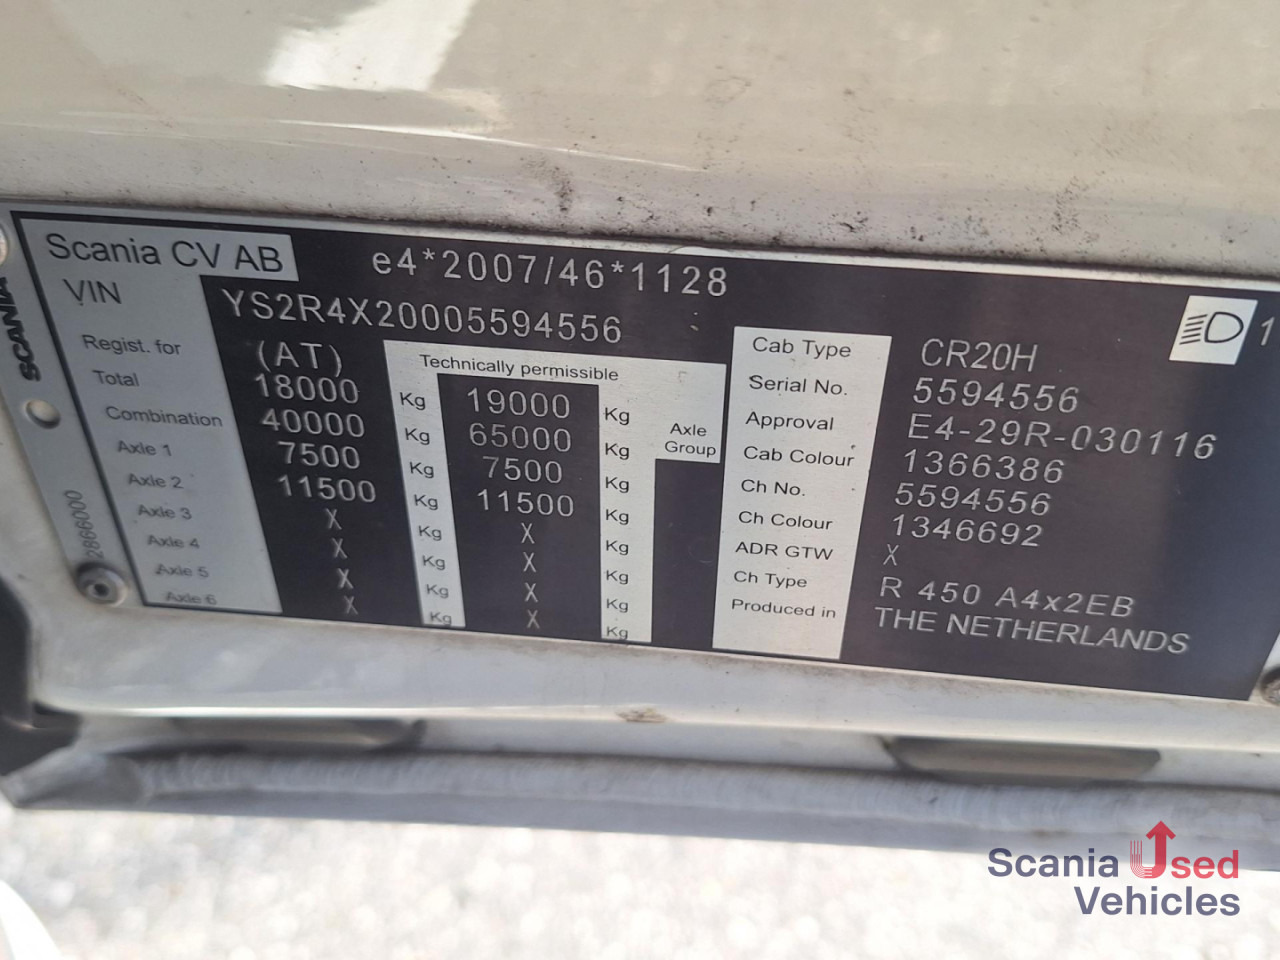 Scania CV AB e4*2007/46*1128
VIN YS2R4X20005594556
Regist. for (AT) Technically permissible
Total 18000 Kg 19000 Kg
Combination 40000 Kg 65000 Kg Axle Group
Axle 1 7500 Kg 7500 Kg
Axle 2 11500 Kg 11500 Kg
Axle 3 X Kg X Kg
Axle 4 X Kg X Kg
Axle 5 X Kg X Kg
Axle 6 X Kg X Kg
Cab Type CR20H
Serial No. 5594556
Approval E4-29R-030116
Cab Colour 1366386
Ch No. 5594556
Ch Colour 1346692
ADR GTW X
Ch Type R 450 A4x2EB
Produced in THE NETHERLANDS
1
SCANIA
2866000
Scania Used
Vehicles